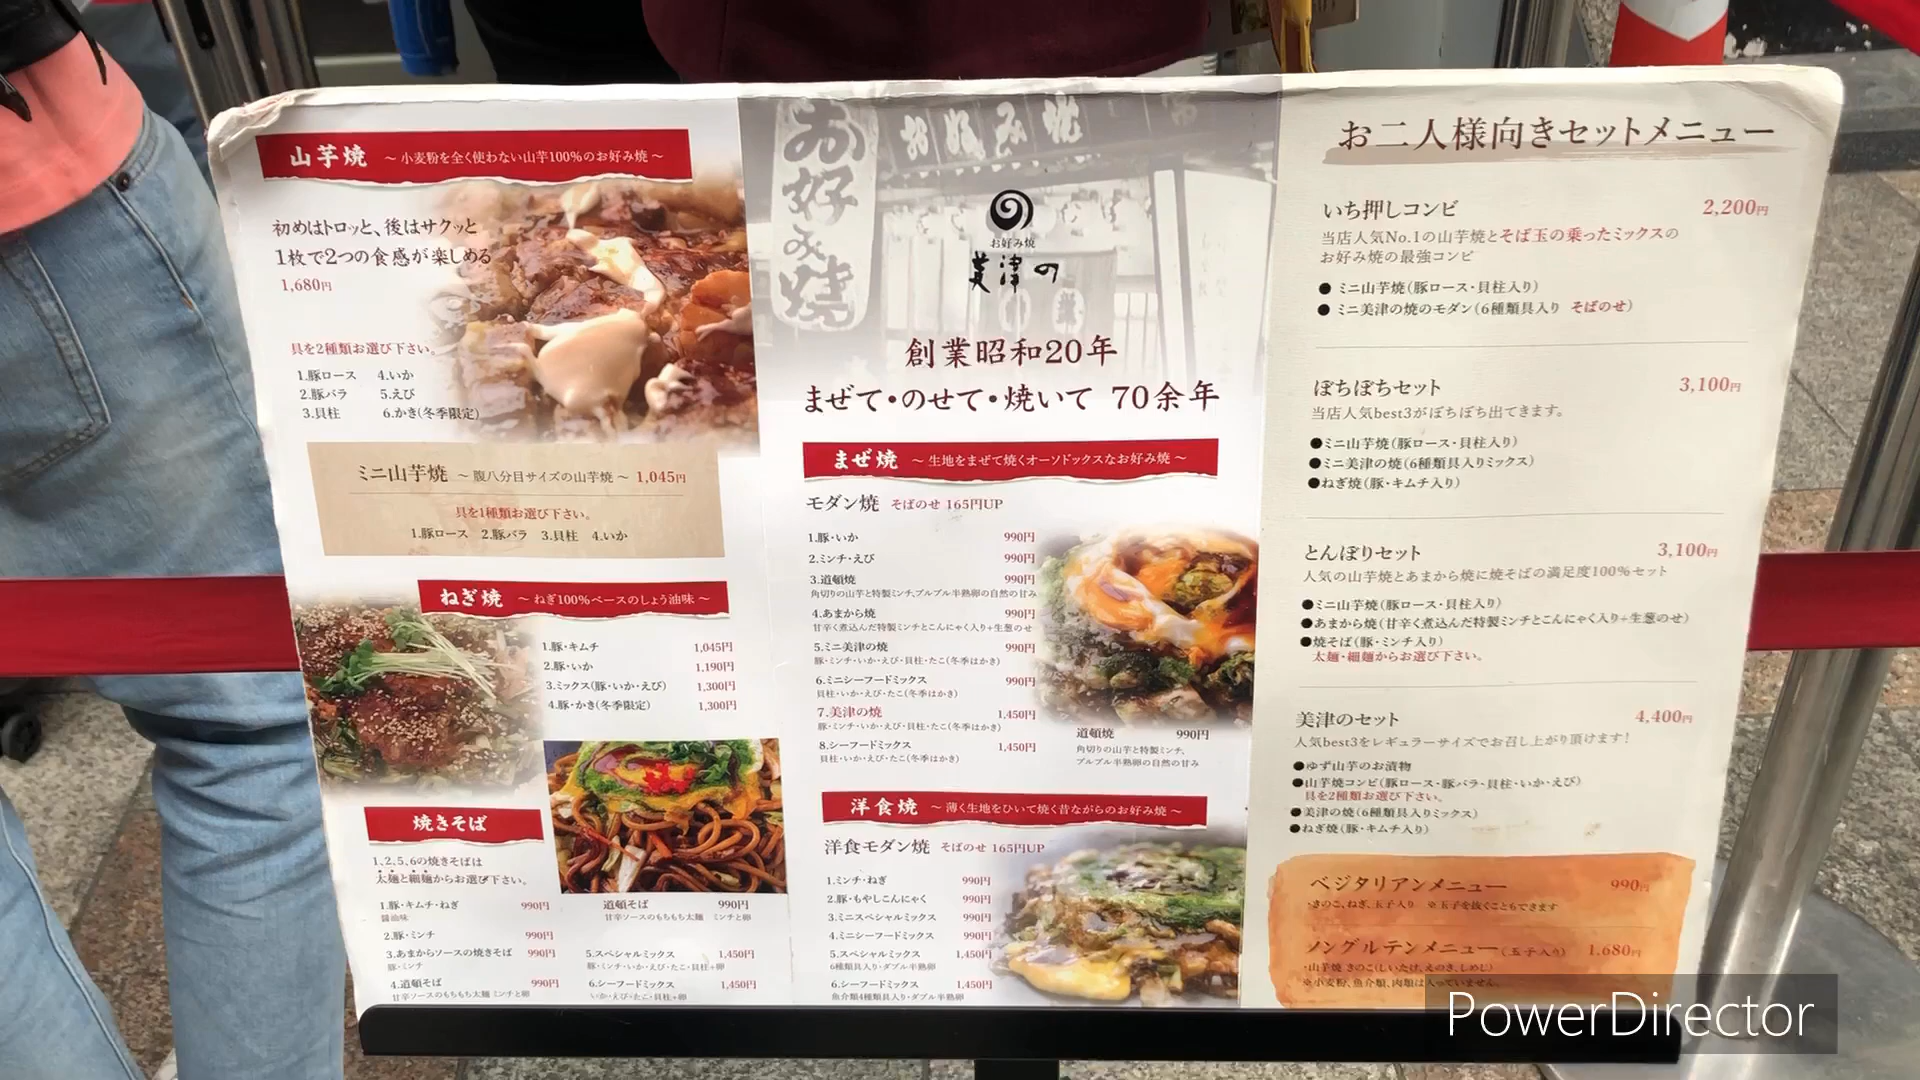 山芋焼 ～小麦粉を全く使わない山芋100%のお好み焼～
初めはトロッと、後はサクッと
1枚で2つの食感が楽しめる
1,680円
具を2種類お選び下さい。
1.豚ロース 4.いか
2.豚バラ 5.えび
3.貝柱 6.かき(冬季限定)
ミニ山芋焼 ～腹八分目サイズの山芋焼～ 1,045円
具を1種類お選び下さい。
1.豚ロース 2.豚バラ 3.貝柱 4.いか
ねぎ焼 ～ねぎ100%ベースのしょう油味～
1.豚・キムチ 1,045円
2.豚・いか 1,190円
3.ミックス(豚・いか・えび) 1,300円
4.豚・かき(冬季限定) 1,300円
焼きそば
1,2,5,6の焼きそばは
太麺と細麺からお選び下さい。
1.豚・キムチ・ねぎ 990円
醤油味
2.豚・ミンチ 990円
3.あまからソースの焼きそば 990円
豚・ミンチ
4.道頓そば 990円
甘辛ソースのもちもち太麺 ミンチと卵
道頓そば 990円
甘辛ソースのもちもち太麺 ミンチと卵
5.スペシャルミックス 1,450円
豚・ミンチ・いか・えび・たこ・貝柱+卵
6.シーフードミックス 1,450円
いか・えび・たこ・貝柱+卵
お好み焼
お好み焼
お好み焼
美津の
創業昭和20年
まぜて・のせて・焼いて 70余年
まぜ焼 ～生地をまぜて焼くオーソドックスなお好み焼～
モダン焼 そばのせ 165円UP
1.豚・いか 990円
2.ミンチ・えび 990円
3.道頓焼 990円
角切りの山芋と特製ミンチ、プルプル半熟卵の自然の甘み
4.あまから焼 990円
甘辛く煮込んだ特製ミンチとこんにゃく入り+生葱のせ
5.ミニ美津の焼 990円
豚・ミンチ・いか・えび・貝柱・たこ(冬季はかき)
6.ミニシーフードミックス 990円
貝柱・いか・えび・たこ(冬季はかき)
7.美津の焼 1,450円
豚・ミンチ・いか・えび・貝柱・たこ(冬季はかき)
8.シーフードミックス 1,450円
貝柱・いか・えび・たこ(冬季はかき)
道頓焼 990円
角切りの山芋と特製ミンチ、
プルプル半熟卵の自然の甘み
洋食焼 ～薄く生地をひいて焼く昔ながらのお好み焼～
洋食モダン焼 そばのせ 165円UP
1.ミンチ・ねぎ 990円
2.豚・もやしこんにゃく 990円
3.ミニスペシャルミックス 990円
4.ミニシーフードミックス 990円
5.スペシャルミックス 1,450円
6種類具入り・ダブル半熟卵
6.シーフードミックス 1,450円
魚介類4種類具入り・ダブル半熟卵
お二人様向きセットメニュー
いち押しコンビ 2,200円
当店人気No.1の山芋焼とそば玉の乗ったミックスの
お好み焼の最強コンビ
●ミニ山芋焼(豚ロース・貝柱入り)
●ミニ美津の焼のモダン(6種類具入り そばのせ)
ぼちぼちセット 3,100円
当店人気best3がぼちぼち出てきます。
●ミニ山芋焼(豚ロース・貝柱入り)
●ミニ美津の焼(6種類具入りミックス)
●ねぎ焼(豚・キムチ入り)
とんぼりセット 3,100円
人気の山芋焼とあまから焼に焼そばの満足度100%セット
●ミニ山芋焼(豚ロース・貝柱入り)
●あまから焼(甘辛く煮込んだ特製ミンチとこんにゃく入り+生葱のせ)
●焼そば(豚・ミンチ入り)
太麺・細麺からお選び下さい。
美津のセット 4,400円
人気best3をレギュラーサイズでお召し上がり頂けます!
●ゆず山芋のお漬物
●山芋焼コンビ(豚ロース・豚バラ・貝柱・いか・えび)
具を2種類お選び下さい。
●美津の焼(6種類具入りミックス)
●ねぎ焼(豚・キムチ入り)
ベジタリアンメニュー 990円
・きのこ、ねぎ、玉子入り ※玉子を抜くこともできます
ノングルテンメニュー(玉子入り) 1,680円
・山芋焼 きのこ(しいたけ、えのき、しめじ)
※小麦粉、魚介類、肉類は入っていません。
PowerDirector